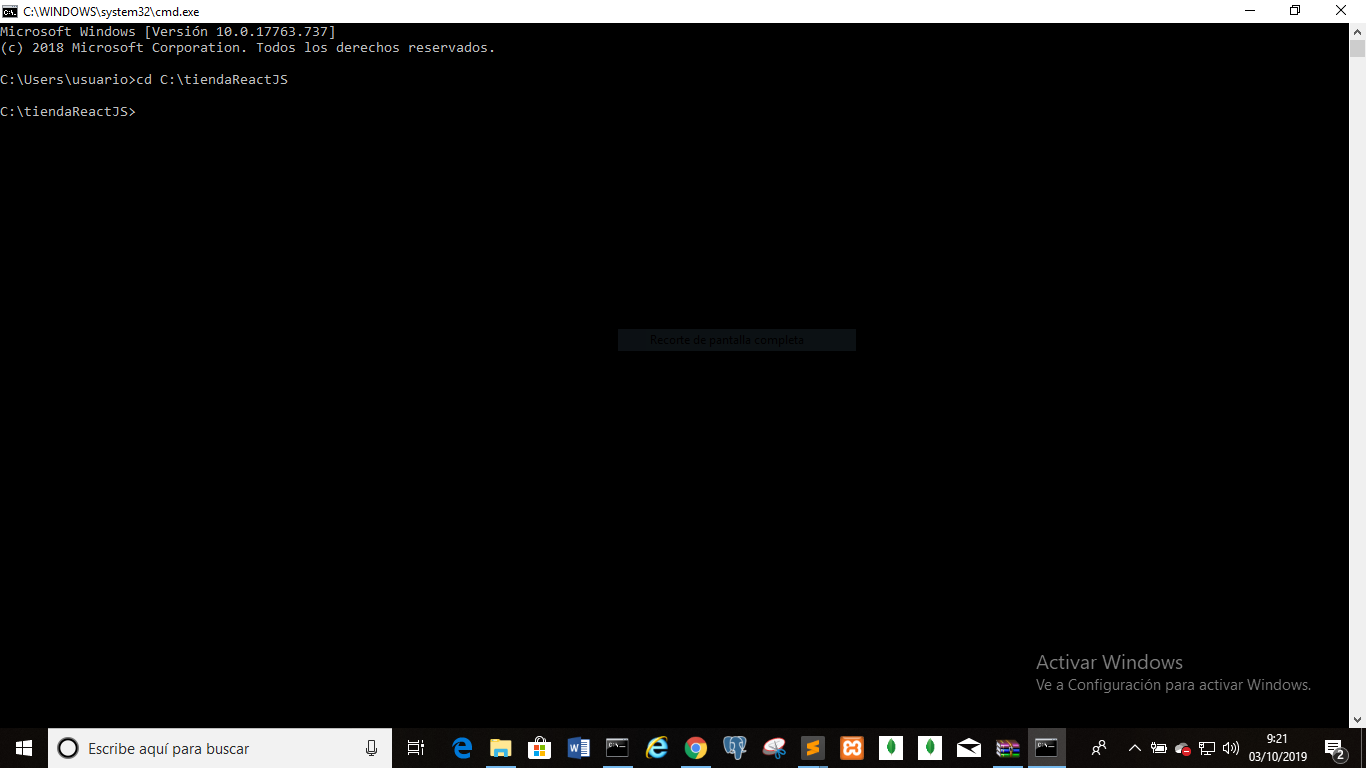 C:\WINDOWS\system32\cmd.exe
Microsoft Windows [Versión 10.0.17763.737]
(c) 2018 Microsoft Corporation. Todos los derechos reservados.
C:\Users\usuario>cd C:\tiendaReactJS
C:\tiendaReactJS>
Recorte de pantalla completa
Activar Windows
Ve a Configuración para activar Windows.
Escribe aquí para buscar
9:21
03/10/2019
2